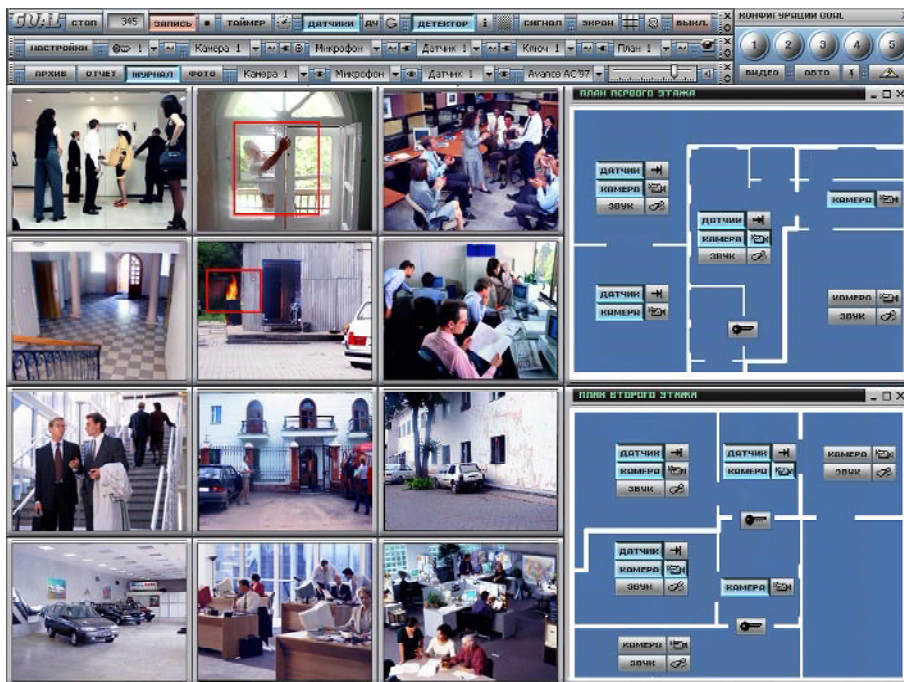 GOAL СТОП 345 ЗАПИСЬ ТАЙМЕР ДАТЧИКИ ДЧ ДЕТЕКТОР СИГНАЛ ЭКРАН ВЫКЛ.
НАСТРОЙКИ 1 Камера 1 Микрофон Датчик 1 Ключ 1 План 1
АРХИВ ОТЧЕТ ЖУРНАЛ ФОТО Камера 1 Микрофон Датчик 1 Avance AC'97
КОНФИГУРАЦИИ GOAL
1 2 3 4 5
ВИДЕО АВТО
ПЛАН ПЕРВОГО ЭТАЖА
ДАТЧИК
КАМЕРА
ЗВУК
ДАТЧИК
КАМЕРА
ЗВУК
КАМЕРА
ДАТЧИК
КАМЕРА
КАМЕРА
ЗВУК
ПЛАН ВТОРОГО ЭТАЖА
ДАТЧИК
КАМЕРА
ЗВУК
ДАТЧИК
КАМЕРА
КАМЕРА
ЗВУК
ДАТЧИК
КАМЕРА
ЗВУК
КАМЕРА
КАМЕРА
ЗВУК